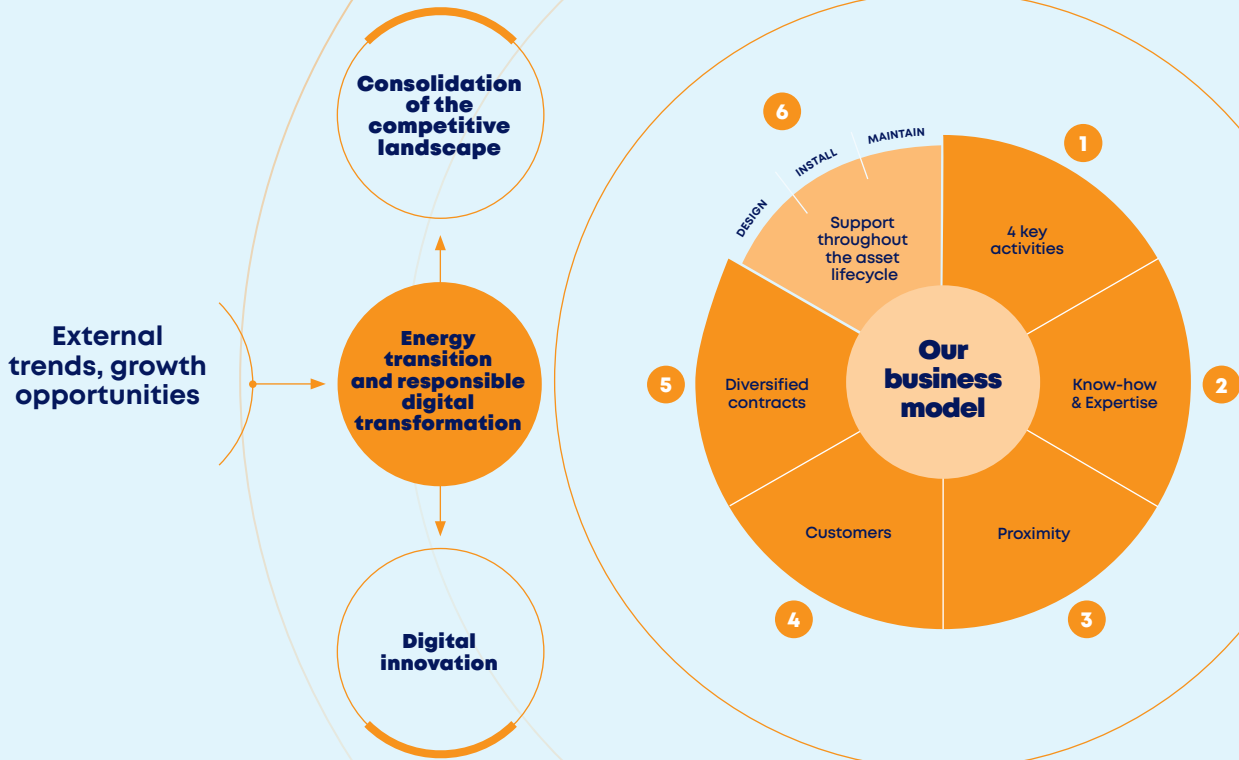 External
trends, growth
opportunities
Consolidation
of the
competitive
landscape
Energy
transition
and responsible
digital
transformation
Digital
innovation
Our
business
model
1
4 key
activities
2
Know-how
& Expertise
3
Proximity
4
Customers
5
Diversified
contracts
6
DESIGN
INSTALL
MAINTAIN
Support
throughout
the asset
lifecycle